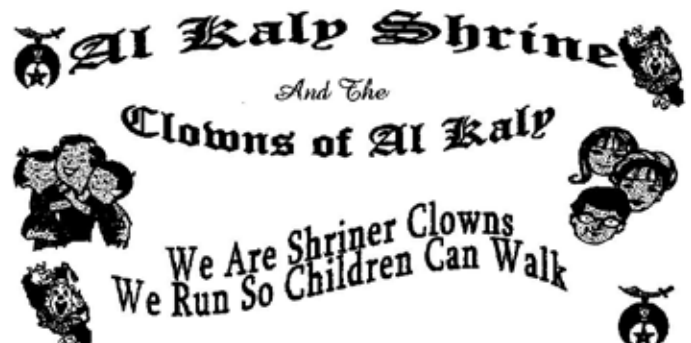 Al Kaly Shrine
And The
Clowns of Al Kaly
We Are Shriner Clowns
We Run So Children Can Walk